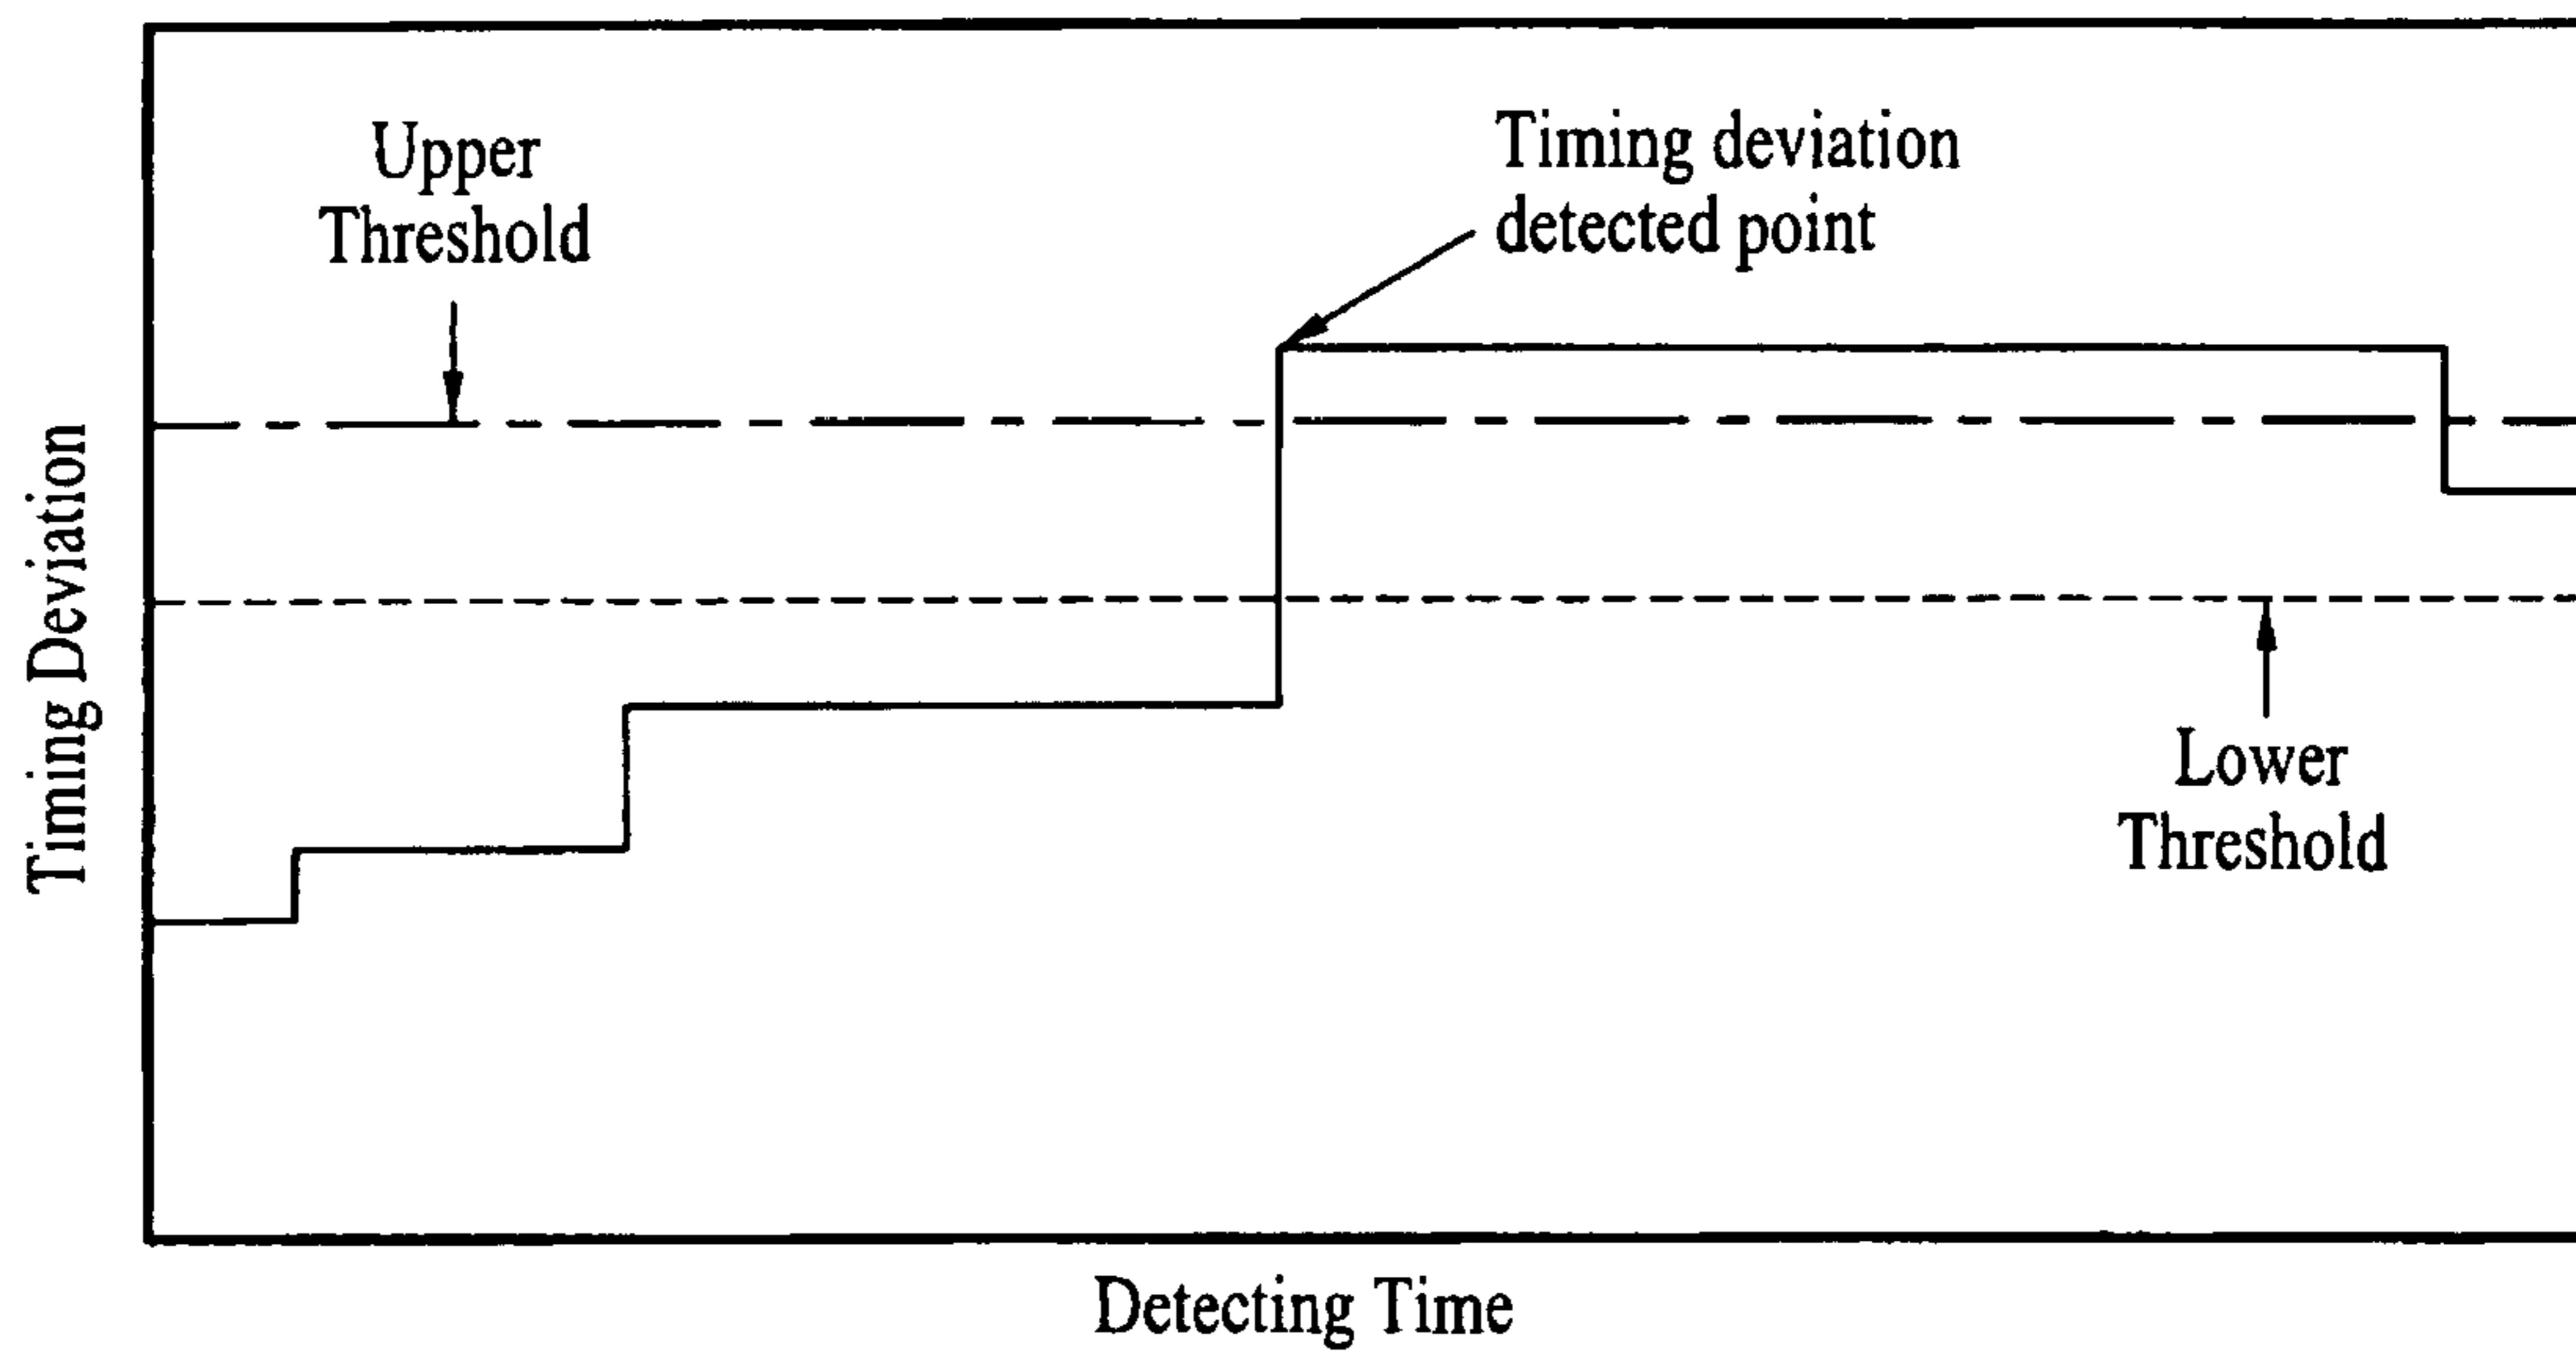 Upper
Threshold
Timing deviation
detected point
Timing Deviation
Lower
Threshold
Detecting Time